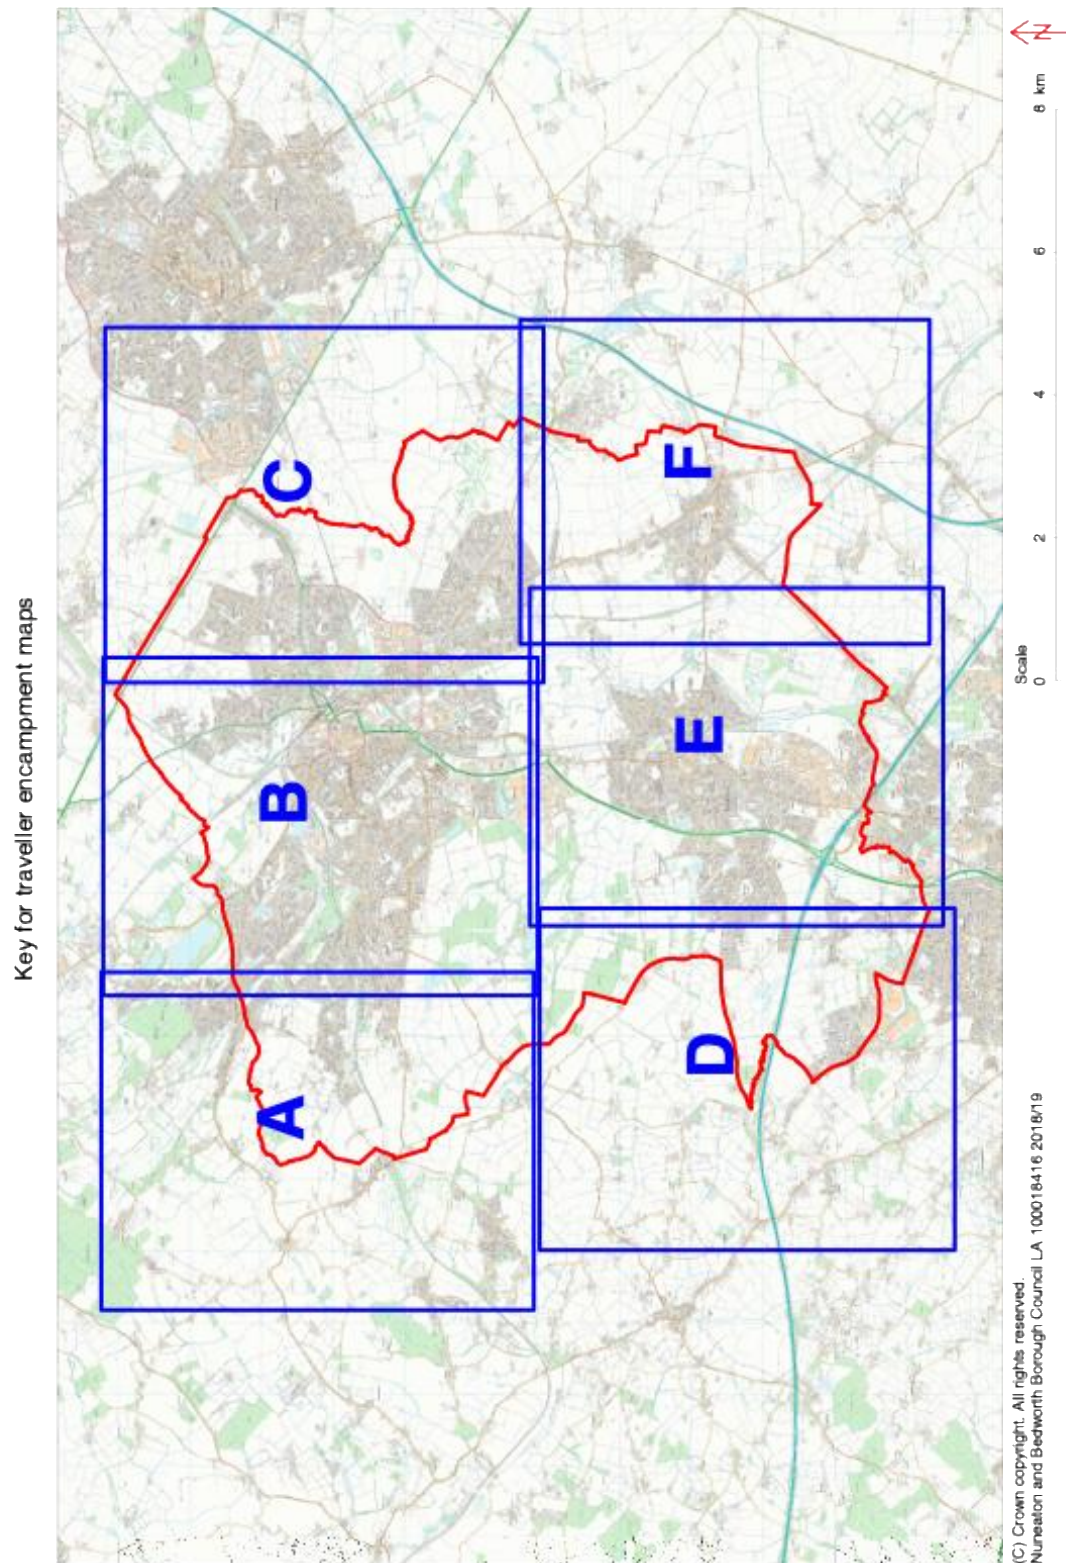 Key for traveller encampment maps
A
B
C
D
E
F
N
Scale
0 2 4 6 8 km
(C) Crown copyright. All rights reserved.
Nuneaton and Bedworth Borough Council LA 100018416 2018/19